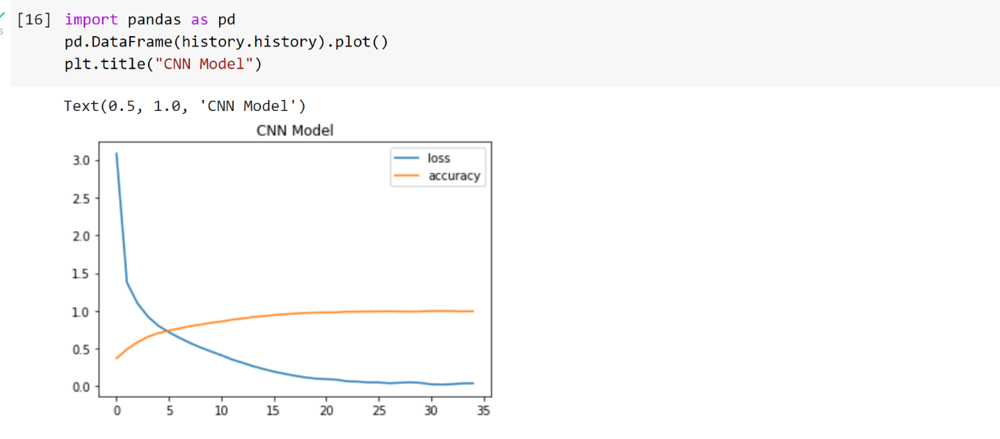 [16] import pandas as pd
pd.DataFrame(history.history).plot()
plt.title("CNN Model")
s
Text(0.5, 1.0, 'CNN Model')
CNN Model
loss
accuracy
3.0
2.5
2.0
1.5
1.0
0.5
0.0
0 5 10 15 20 25 30 35